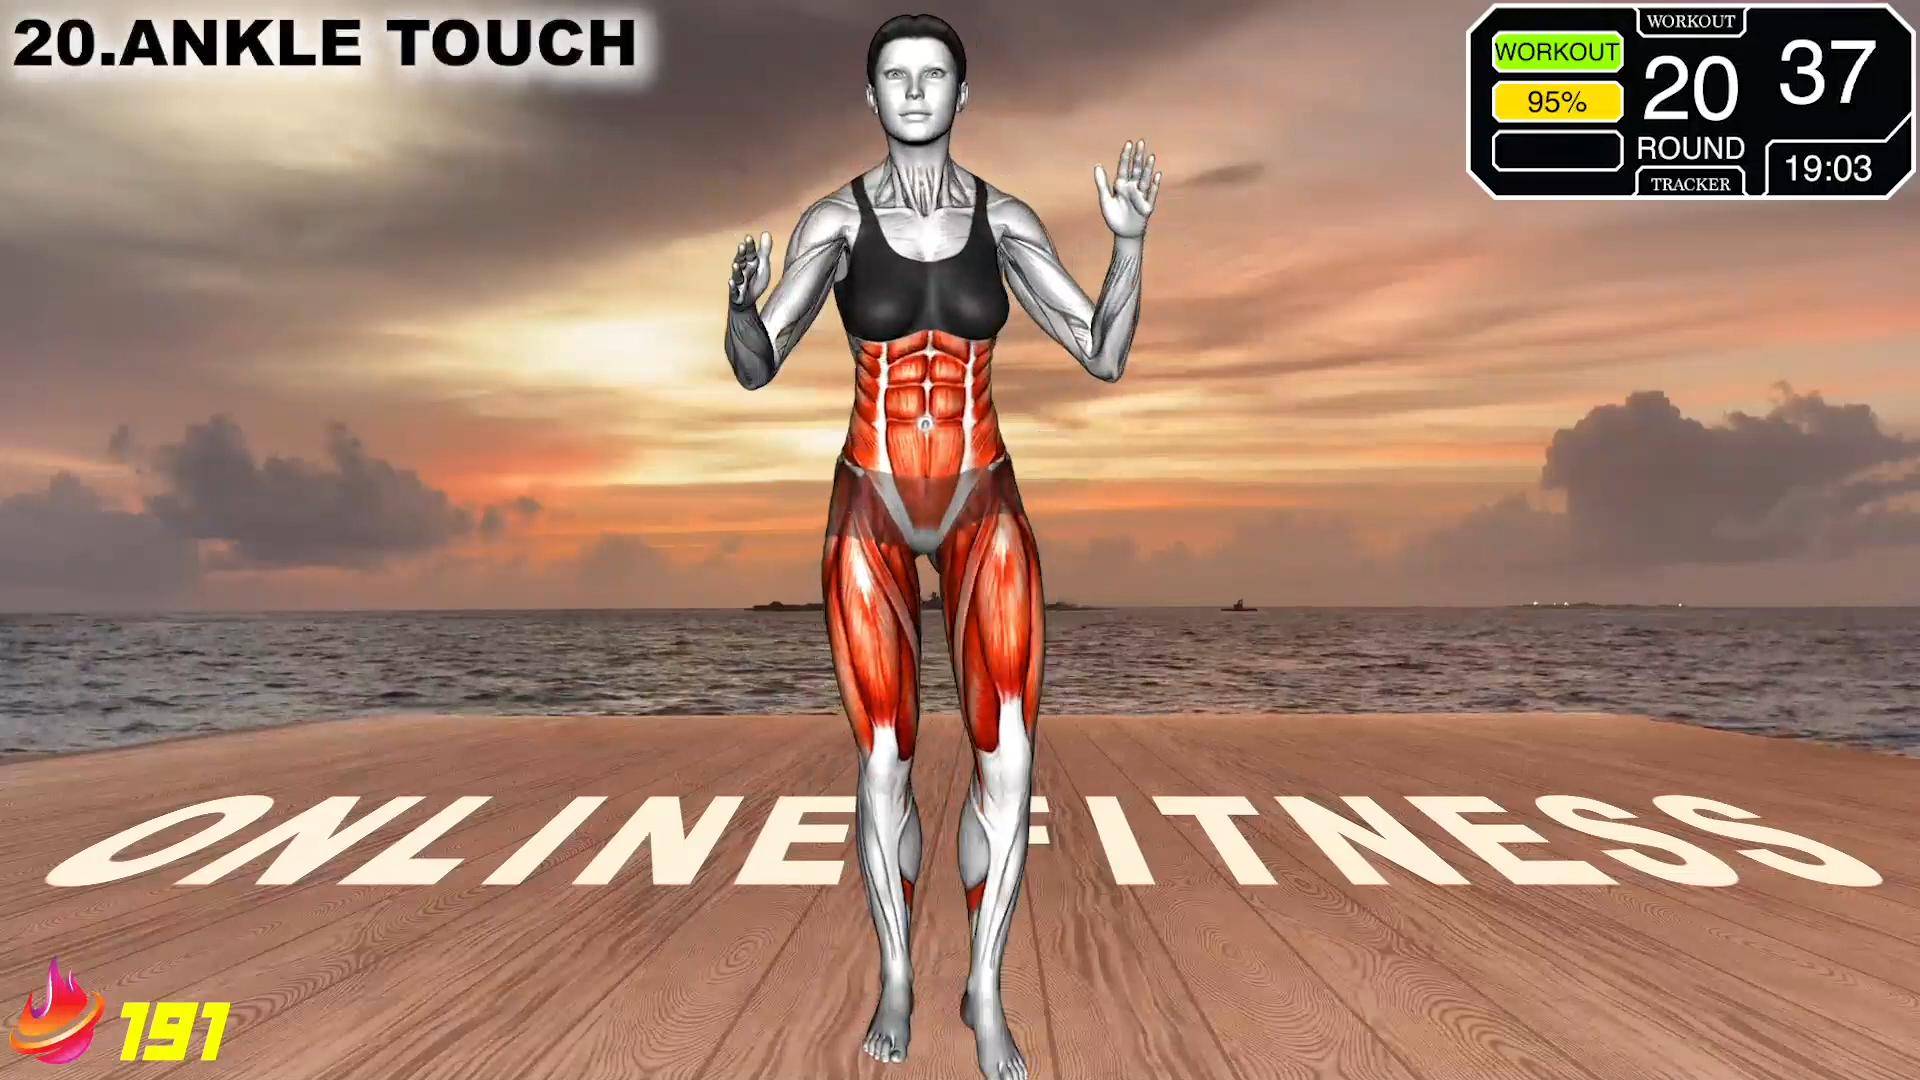 20.ANKLE TOUCH
WORKOUT
WORKOUT
95%
20
37
ROUND
19:03
TRACKER
ONLINE FITNESS
191